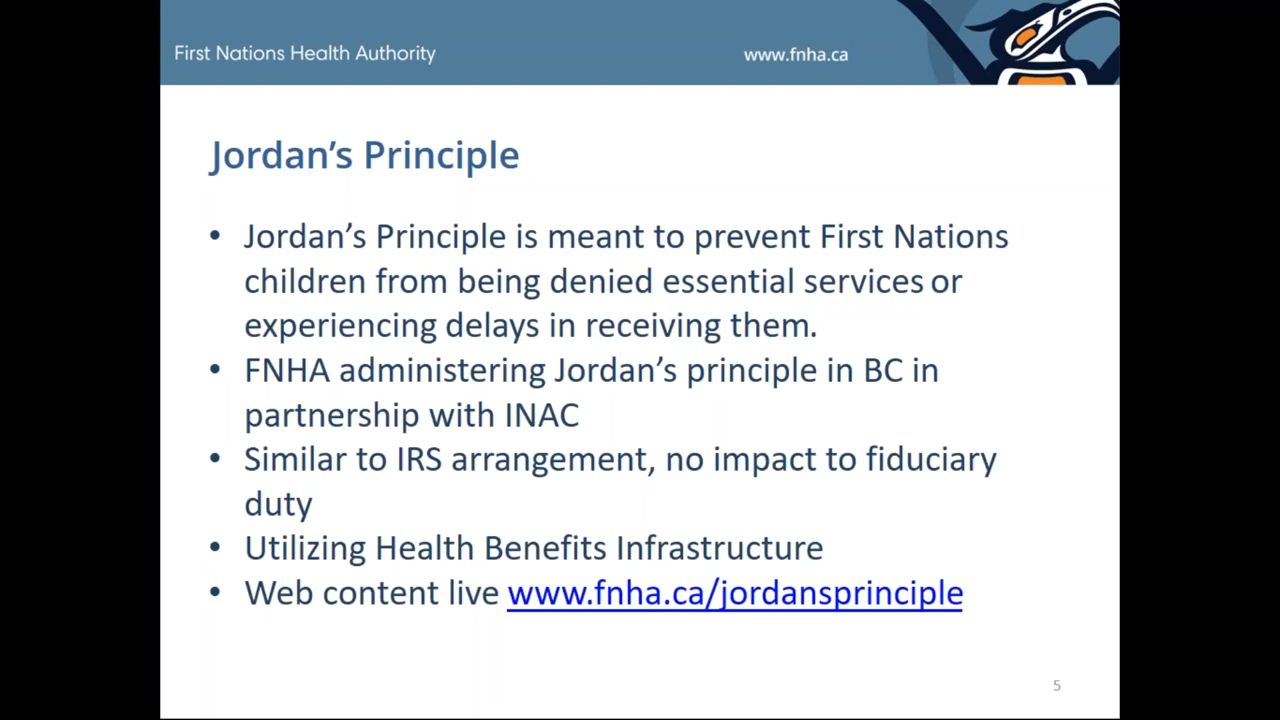 First Nations Health Authority
www.fnha.ca
Jordan’s Principle
• Jordan’s Principle is meant to prevent First Nations
children from being denied essential services or
experiencing delays in receiving them.
• FNHA administering Jordan’s principle in BC in
partnership with INAC
• Similar to IRS arrangement, no impact to fiduciary
duty
• Utilizing Health Benefits Infrastructure
• Web content live www.fnha.ca/jordansprinciple
5